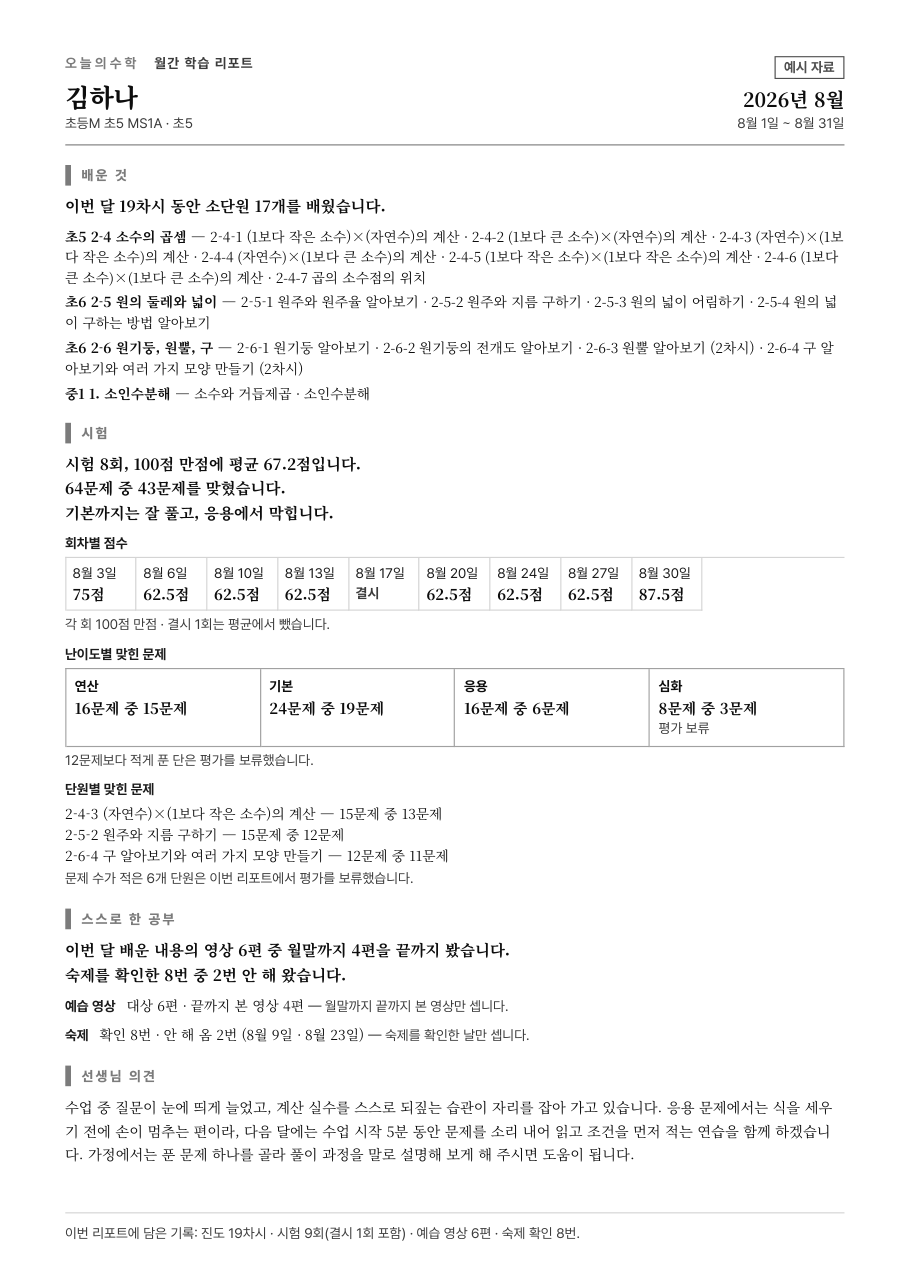 오늘의수학 월간 학습 리포트
예시 자료
김하나
2026년 8월
초등M 초5 MS1A · 초5
8월 1일 ~ 8월 31일
배운 것
이번 달 19차시 동안 소단원 17개를 배웠습니다.
초5 2-4 소수의 곱셈 — 2-4-1 (1보다 작은 소수)×(자연수)의 계산 · 2-4-2 (1보다 큰 소수)×(자연수)의 계산 · 2-4-3 (자연수)×(1보
다 작은 소수)의 계산 · 2-4-4 (자연수)×(1보다 큰 소수)의 계산 · 2-4-5 (1보다 작은 소수)×(1보다 작은 소수)의 계산 · 2-4-6 (1보다
큰 소수)×(1보다 큰 소수)의 계산 · 2-4-7 곱의 소수점의 위치
초6 2-5 원의 둘레와 넓이 — 2-5-1 원주와 원주율 알아보기 · 2-5-2 원주와 지름 구하기 · 2-5-3 원의 넓이 어림하기 · 2-5-4 원의 넓
이 구하는 방법 알아보기
초6 2-6 원기둥, 원뿔, 구 — 2-6-1 원기둥 알아보기 · 2-6-2 원기둥의 전개도 알아보기 · 2-6-3 원뿔 알아보기 (2차시) · 2-6-4 구 알
아보기와 여러 가지 모양 만들기 (2차시)
중1 1. 소인수분해 — 소수와 거듭제곱 · 소인수분해
시험
시험 8회, 100점 만점에 평균 67.2점입니다.
64문제 중 43문제를 맞혔습니다.
기본까지는 잘 풀고, 응용에서 막힙니다.
회차별 점수
8월 3일 8월 6일 8월 10일 8월 13일 8월 17일 8월 20일 8월 24일 8월 27일 8월 30일
75점 62.5점 62.5점 62.5점 결시 62.5점 62.5점 62.5점 87.5점
각 회 100점 만점 · 결시 1회는 평균에서 뺐습니다.
난이도별 맞힌 문제
연산 기본 응용 심화
16문제 중 15문제 24문제 중 19문제 16문제 중 6문제 8문제 중 3문제
평가 보류
12문제보다 적게 푼 단은 평가를 보류했습니다.
단원별 맞힌 문제
2-4-3 (자연수)×(1보다 작은 소수)의 계산 — 15문제 중 13문제
2-5-2 원주와 지름 구하기 — 15문제 중 12문제
2-6-4 구 알아보기와 여러 가지 모양 만들기 — 12문제 중 11문제
문제 수가 적은 6개 단원은 이번 리포트에서 평가를 보류했습니다.
스스로 한 공부
이번 달 배운 내용의 영상 6편 중 월말까지 4편을 끝까지 봤습니다.
숙제를 확인한 8번 중 2번 안 해 왔습니다.
예습 영상 대상 6편 · 끝까지 본 영상 4편 — 월말까지 끝까지 본 영상만 셉니다.
숙제 확인 8번 · 안 해 옴 2번 (8월 9일 · 8월 23일) — 숙제를 확인한 날만 셉니다.
선생님 의견
수업 중 질문이 눈에 띄게 늘었고, 계산 실수를 스스로 되짚는 습관이 자리를 잡아 가고 있습니다. 응용 문제에서는 식을 세우
기 전에 손이 멈추는 편이라, 다음 달에는 수업 시작 5분 동안 문제를 소리 내어 읽고 조건을 먼저 적는 연습을 함께 하겠습니
다. 가정에서는 푼 문제 하나를 골라 풀이 과정을 말로 설명해 보게 해 주시면 도움이 됩니다.
이번 리포트에 담은 기록: 진도 19차시 · 시험 9회(결시 1회 포함) · 예습 영상 6편 · 숙제 확인 8번.